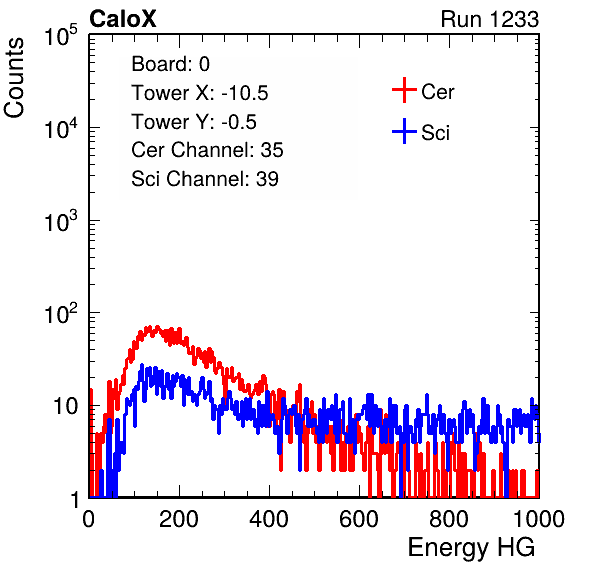 CaloX Run 1233
Counts
10^5
10^4
10^3
10^2
10
1
Board: 0
Tower X: -10.5
Tower Y: -0.5
Cer Channel: 35
Sci Channel: 39
Cer
Sci
0 200 400 600 800 1000
Energy HG